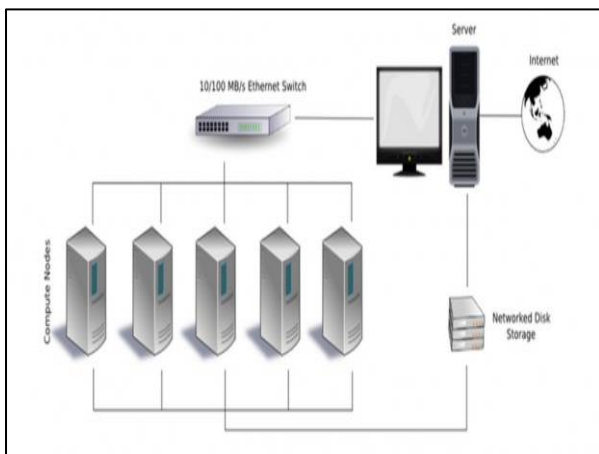 Server
Internet
10/100 MB/s Ethernet Switch
Compute Nodes
Networked Disk
Storage